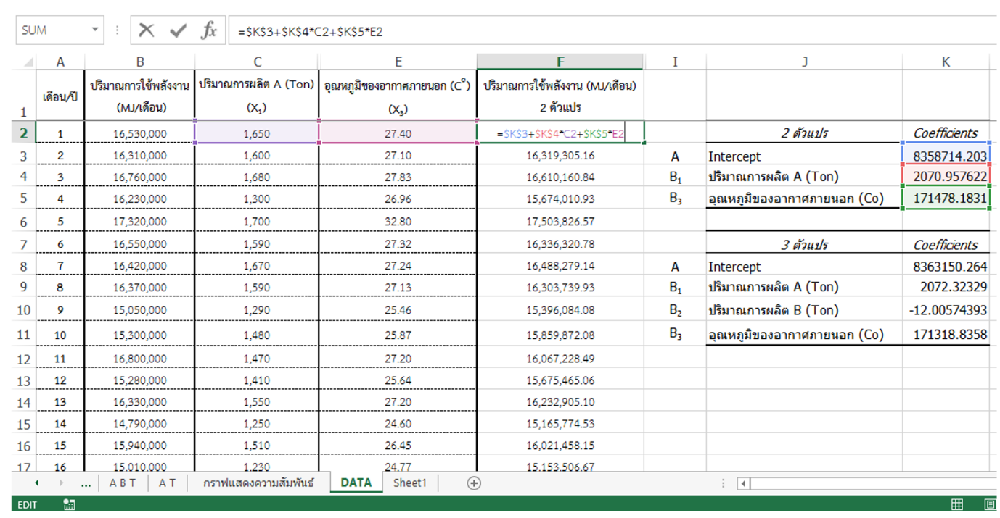 SUM =$K$3+$K$4*C2+$K$5*E2
A B C E F I J K
1 เดือน/ปี ปริมาณการใช้พลังงาน (MJ/เดือน) ปริมาณการผลิต A (Ton) (X₁) อุณหภูมิของอากาศภายนอก (C°) (X₃) ปริมาณการใช้พลังงาน (MJ/เดือน) 2 ตัวแปร
2 1 16,530,000 1,650 27.40 =$K$3+$K$4*C2+$K$5*E2 2 ตัวแปร Coefficients
3 2 16,310,000 1,600 27.10 16,319,305.16 A Intercept 8358714.203
4 3 16,760,000 1,680 27.83 16,610,160.84 B₁ ปริมาณการผลิต A (Ton) 2070.957622
5 4 16,230,000 1,300 26.96 15,674,010.93 B₃ อุณหภูมิของอากาศภายนอก (Co) 171478.1831
6 5 17,320,000 1,700 32.80 17,503,826.57
7 6 16,550,000 1,590 27.32 16,336,320.78 3 ตัวแปร Coefficients
8 7 16,420,000 1,670 27.24 16,488,279.14 A Intercept 8363150.264
9 8 16,370,000 1,590 27.13 16,303,739.93 B₁ ปริมาณการผลิต A (Ton) 2072.32329
10 9 15,050,000 1,290 25.46 15,396,084.08 B₂ ปริมาณการผลิต B (Ton) -12.00574393
11 10 15,300,000 1,480 25.87 15,859,872.08 B₃ อุณหภูมิของอากาศภายนอก (Co) 171318.8358
12 11 16,800,000 1,470 27.20 16,067,228.49
13 12 15,280,000 1,410 25.64 15,675,465.06
14 13 16,330,000 1,550 27.20 16,232,905.10
15 14 14,790,000 1,250 24.60 15,165,774.53
16 15 15,940,000 1,510 26.45 16,021,458.15
17 16 15,010,000 1,230 24.77 15,153,506.67
... A B T A T กราฟแสดงความสัมพันธ์ DATA Sheet1
EDIT